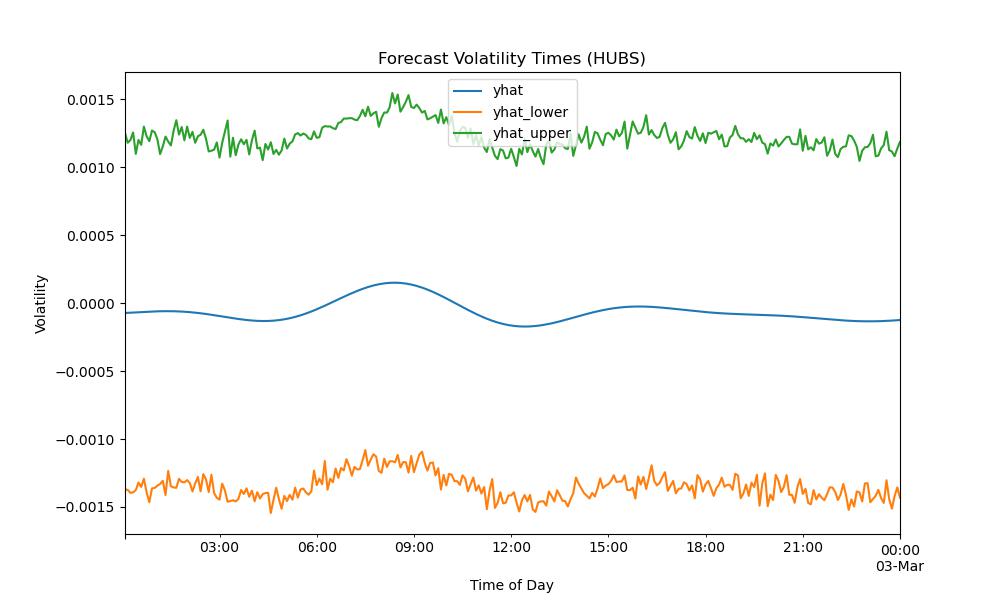 Forecast Volatility Times (HUBS)
yhat
yhat_lower
yhat_upper
0.0015
0.0010
0.0005
0.0000
−0.0005
−0.0010
−0.0015
Volatility
03:00 06:00 09:00 12:00 15:00 18:00 21:00 00:00
03-Mar
Time of Day